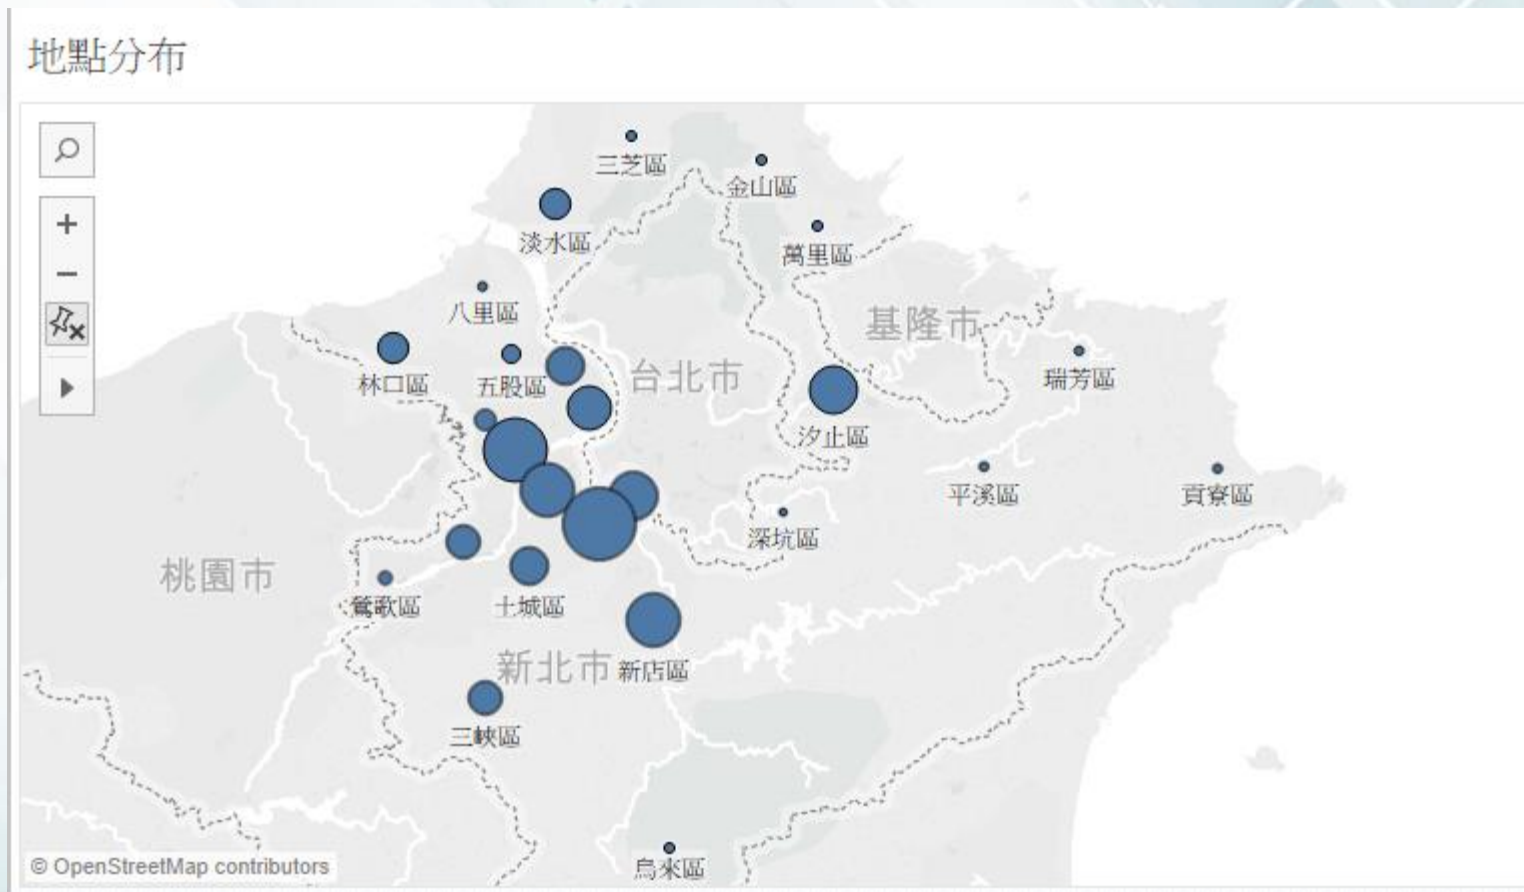 地點分布
三芝區
金山區
淡水區
萬里區
八里區
基隆市
林口區
五股區
台北市
瑞芳區
汐止區
平溪區
貢寮區
深坑區
桃園市
鶯歌區
土城區
新北市
新店區
三峽區
烏來區
© OpenStreetMap contributors